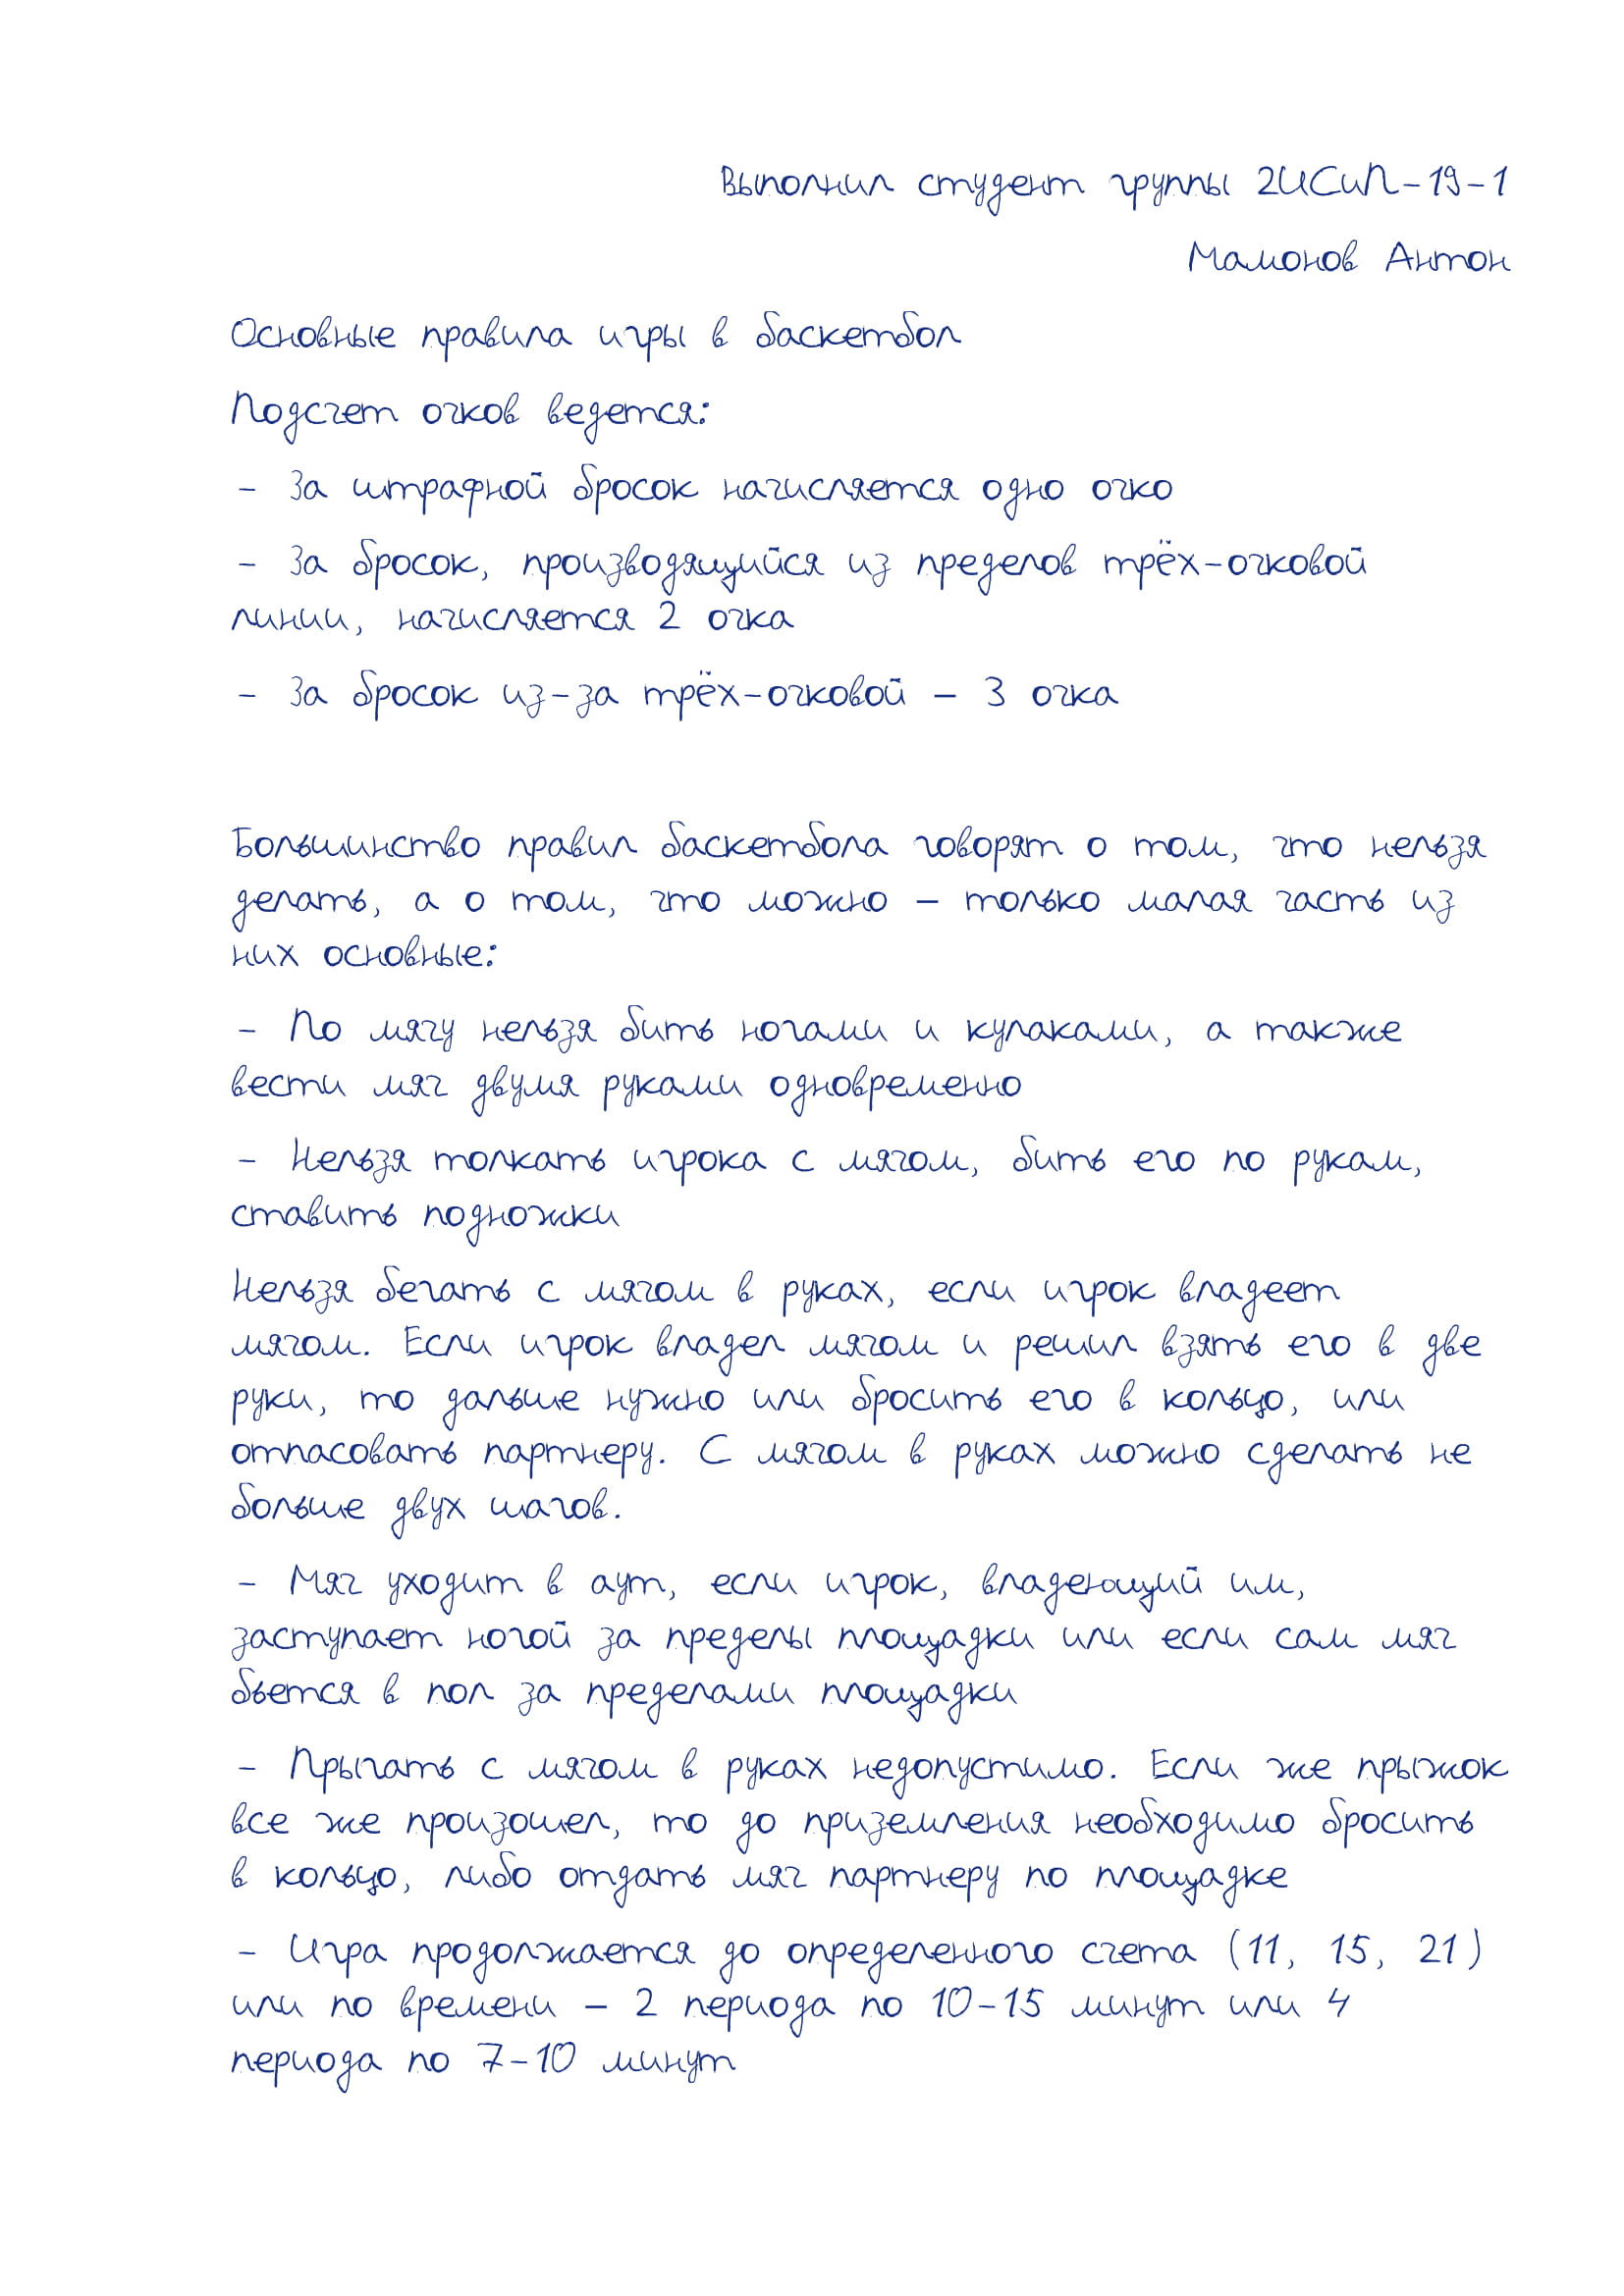 Выполнил студент группы 2ИСиП-19-1
Мамонов Антон
Основные правила игры в баскетбол
Подсчет очков ведется:
- За штрафной бросок начисляется одно очко
- За бросок, производящийся из пределов трёх-очковой
линии, начисляется 2 очка
- За бросок из-за трёх-очковой – 3 очка
Большинство правил баскетбола говорят о том, что нельзя
делать, а о том, что можно – только малая часть из
них основные:
- По мячу нельзя бить ногами и кулаками, а также
вести мяч двумя руками одновременно
- Нельзя толкать игрока с мячом, бить его по рукам,
ставить подножки
Нельзя бегать с мячом в руках, если игрок владеет
мячом. Если игрок владел мячом и решил взять его в две
руки, то дальше нужно или бросить его в кольцо, или
отпасовать партнеру. С мячом в руках можно сделать не
больше двух шагов.
- Мяч уходит в аут, если игрок, владеющий им,
заступает ногой за пределы площадки или если сам мяч
бьется в пол за пределами площадки
- Прыгать с мячом в руках недопустимо. Если же прыжок
все же произошел, то до приземления необходимо бросить
в кольцо, либо отдать мяч партнеру по площадке
- Игра продолжается до определенного счета (11, 15, 21)
или по времени – 2 периода по 10-15 минут или 4
периода по 7-10 минут